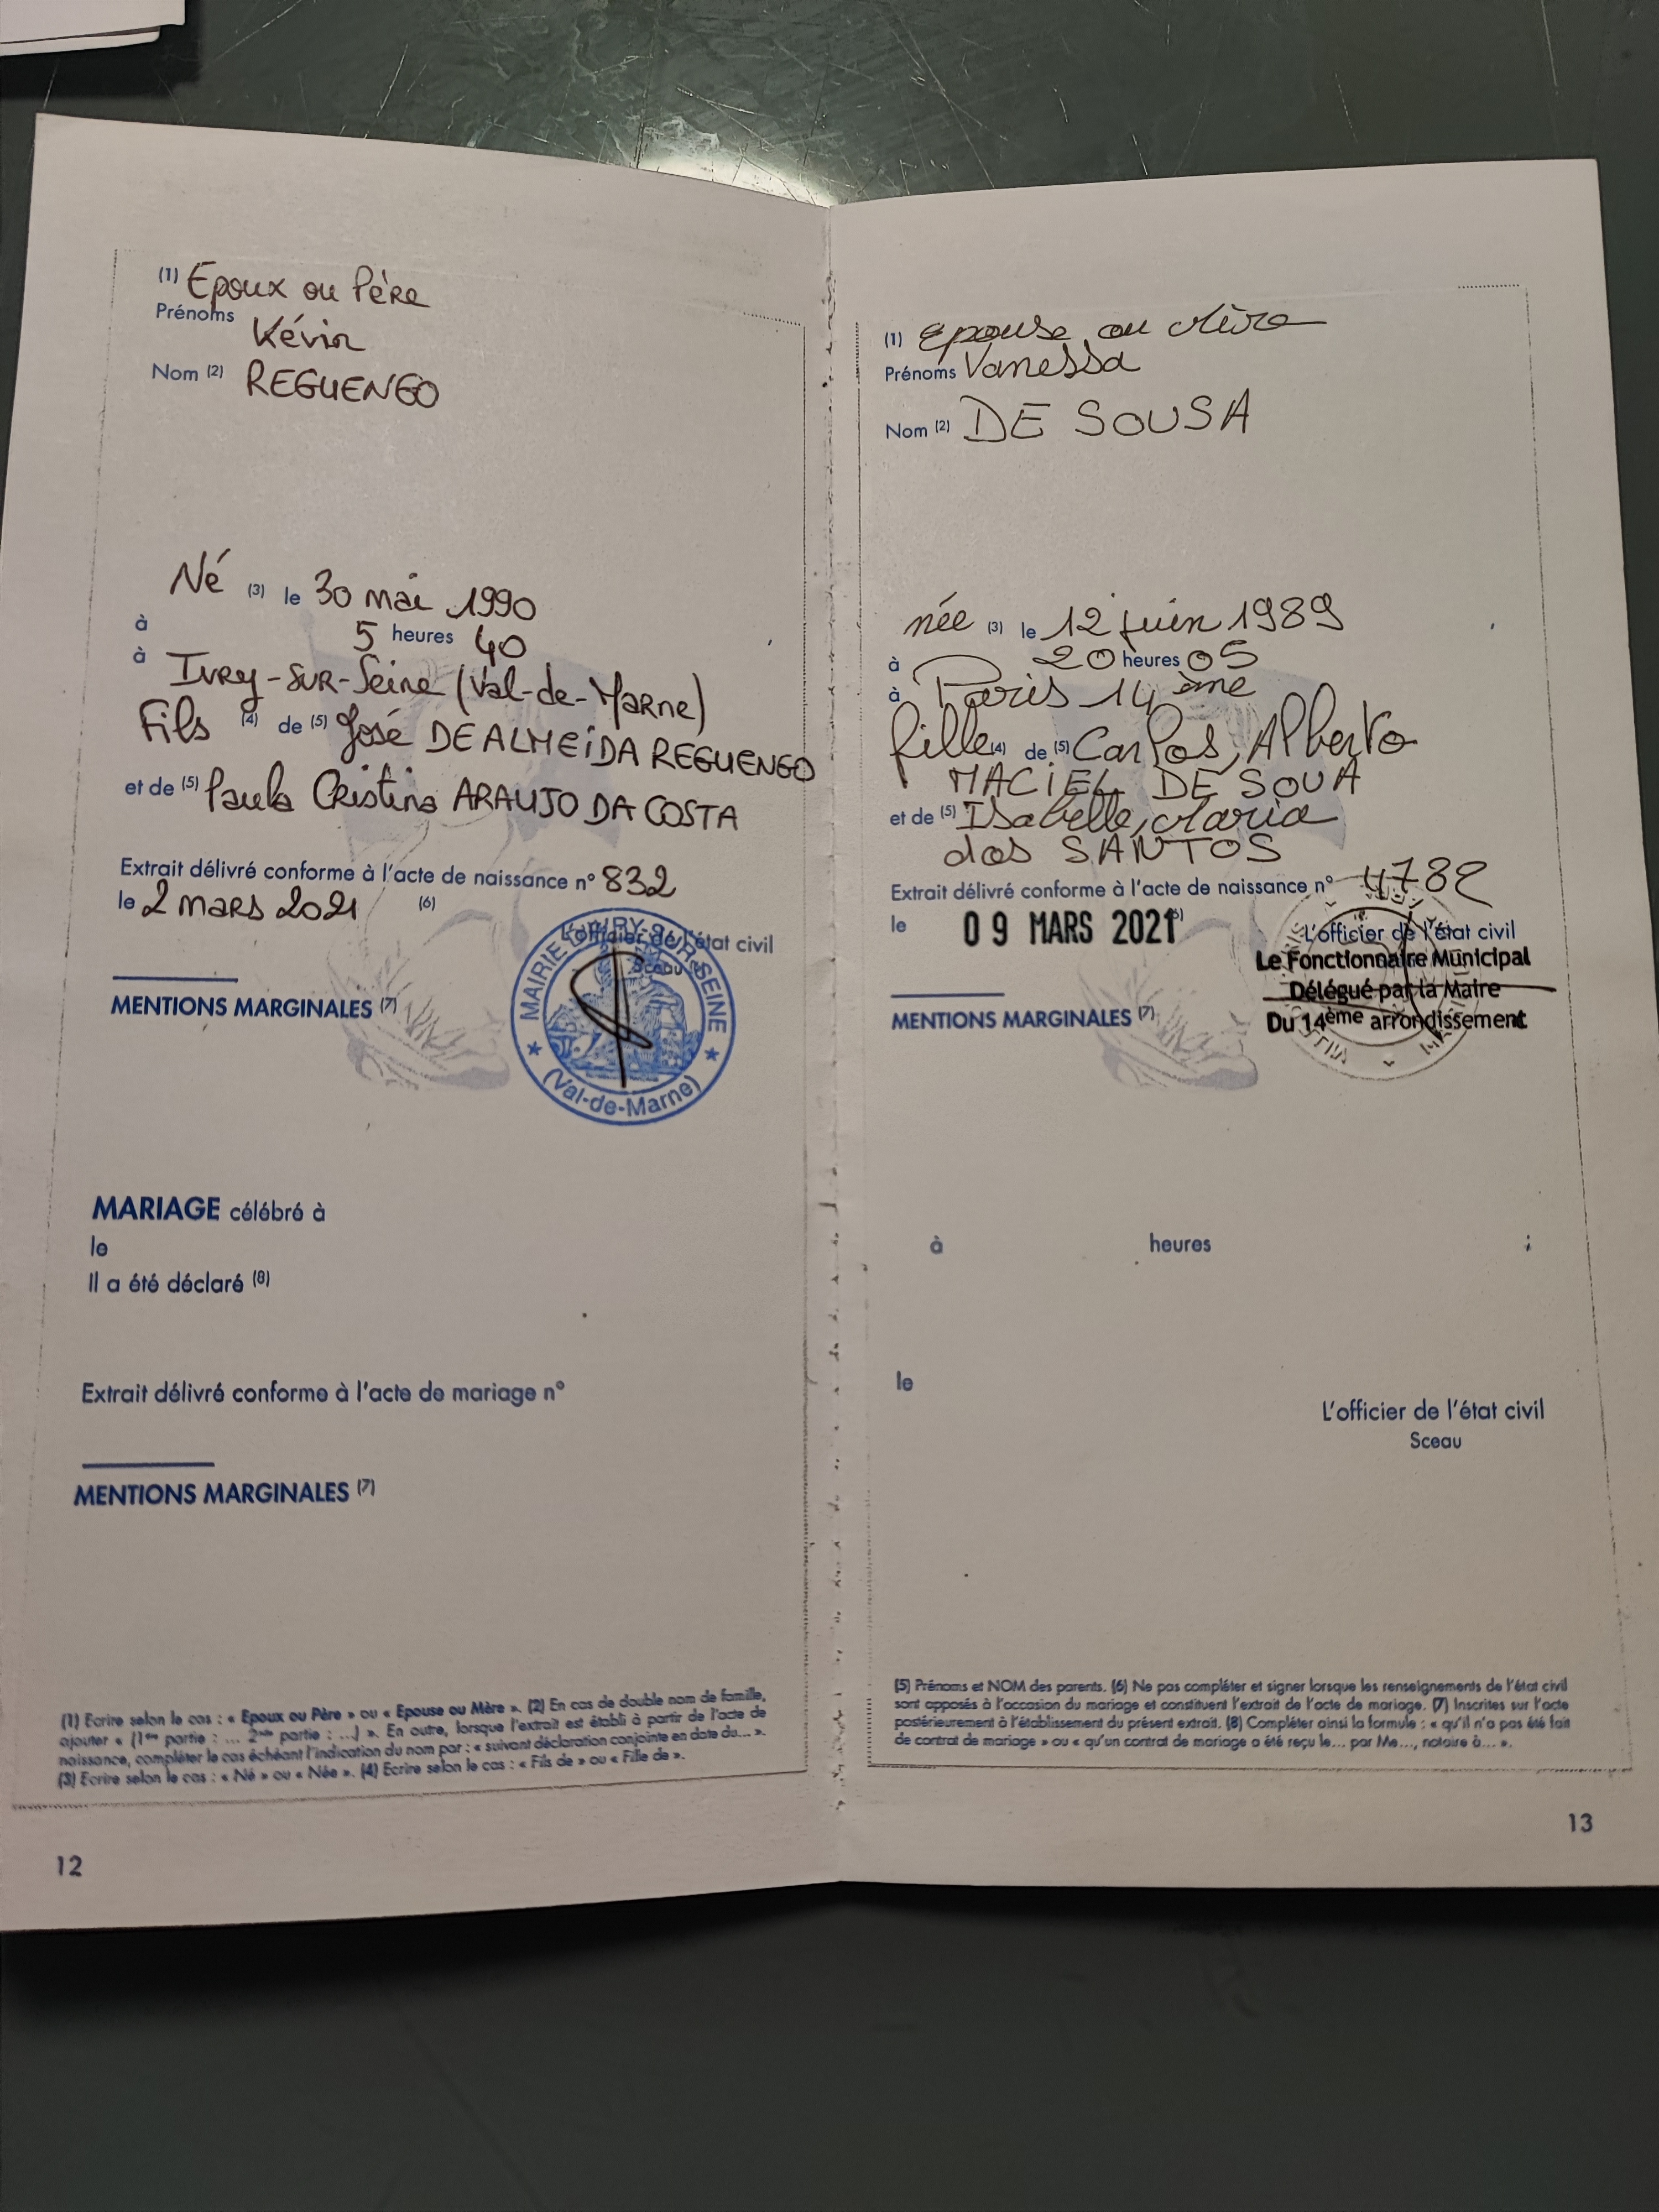 (1) Epoux ou Père
Prénoms Kévin
Nom (2) REGUENGO
Né (3) le 30 mai 1990
à 5 heures 40
à Ivry-sur-Seine (Val-de-Marne)
Fils (4) de (5) José DE ALMEIDA REGUENGO
et de (5) Paula Cristina ARAUJO DA COSTA
Extrait délivré conforme à l'acte de naissance n° 832
le 2 mars 2021 (6)
L'officier de l'état civil
Sceau
MAIRIE D'IVRY-SUR-SEINE
(Val-de-Marne)
MENTIONS MARGINALES (7)
MARIAGE célébré à
le
Il a été déclaré (8)
Extrait délivré conforme à l'acte de mariage n°
MENTIONS MARGINALES (7)
(1) Ecrire selon le cas : « Epoux ou Père » ou « Epouse ou Mère ». (2) En cas de double nom de famille,
ajouter « (1ère partie : ... 2nde partie : ...) ». En outre, lorsque l'extrait est établi à partir de l'acte de
naissance, compléter le cas échéant l'indication du nom par : « suivant déclaration conjointe en date du... ».
(3) Ecrire selon le cas : « Né » ou « Née ». (4) Ecrire selon le cas : « Fils de » ou « Fille de ».
12
(1) Epouse ou Mère
Prénoms Vanessa
Nom (2) DE SOUSA
née (3) le 12 juin 1989
à 20 heures 05
à Paris 14 ème
fille (4) de (5) Carlos, Alberto
MACIEL DE SOUA
et de (5) Isabelle, Maria
dos SANTOS
Extrait délivré conforme à l'acte de naissance n° 4782
le 09 MARS 2021 (6)
L'officier de l'état civil
Le Fonctionnaire Municipal
Délégué par la Maire
Du 14ème arrondissement
MENTIONS MARGINALES (7)
à heures ;
le
L'officier de l'état civil
Sceau
(5) Prénoms et NOM des parents. (6) Ne pas compléter et signer lorsque les renseignements de l'état civil
sont apposés à l'occasion du mariage et constituent l'extrait de l'acte de mariage. (7) Inscrites sur l'acte
postérieurement à l'établissement du présent extrait. (8) Compléter ainsi la formule : « qu'il n'a pas été fait
de contrat de mariage » ou « qu'un contrat de mariage a été reçu le... par Me..., notaire à... ».
13